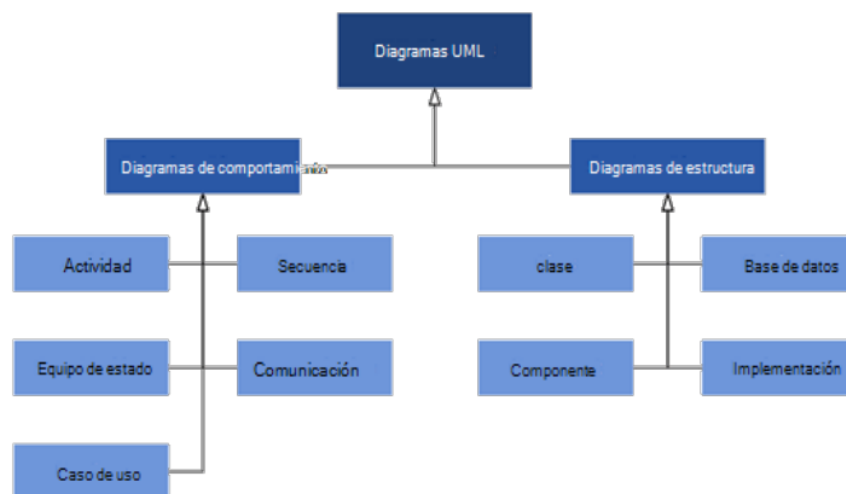 Diagramas UML
Diagramas de comportamiento
Diagramas de estructura
Actividad
Secuencia
clase
Base de datos
Equipo de estado
Comunicación
Componente
Implementación
Caso de uso